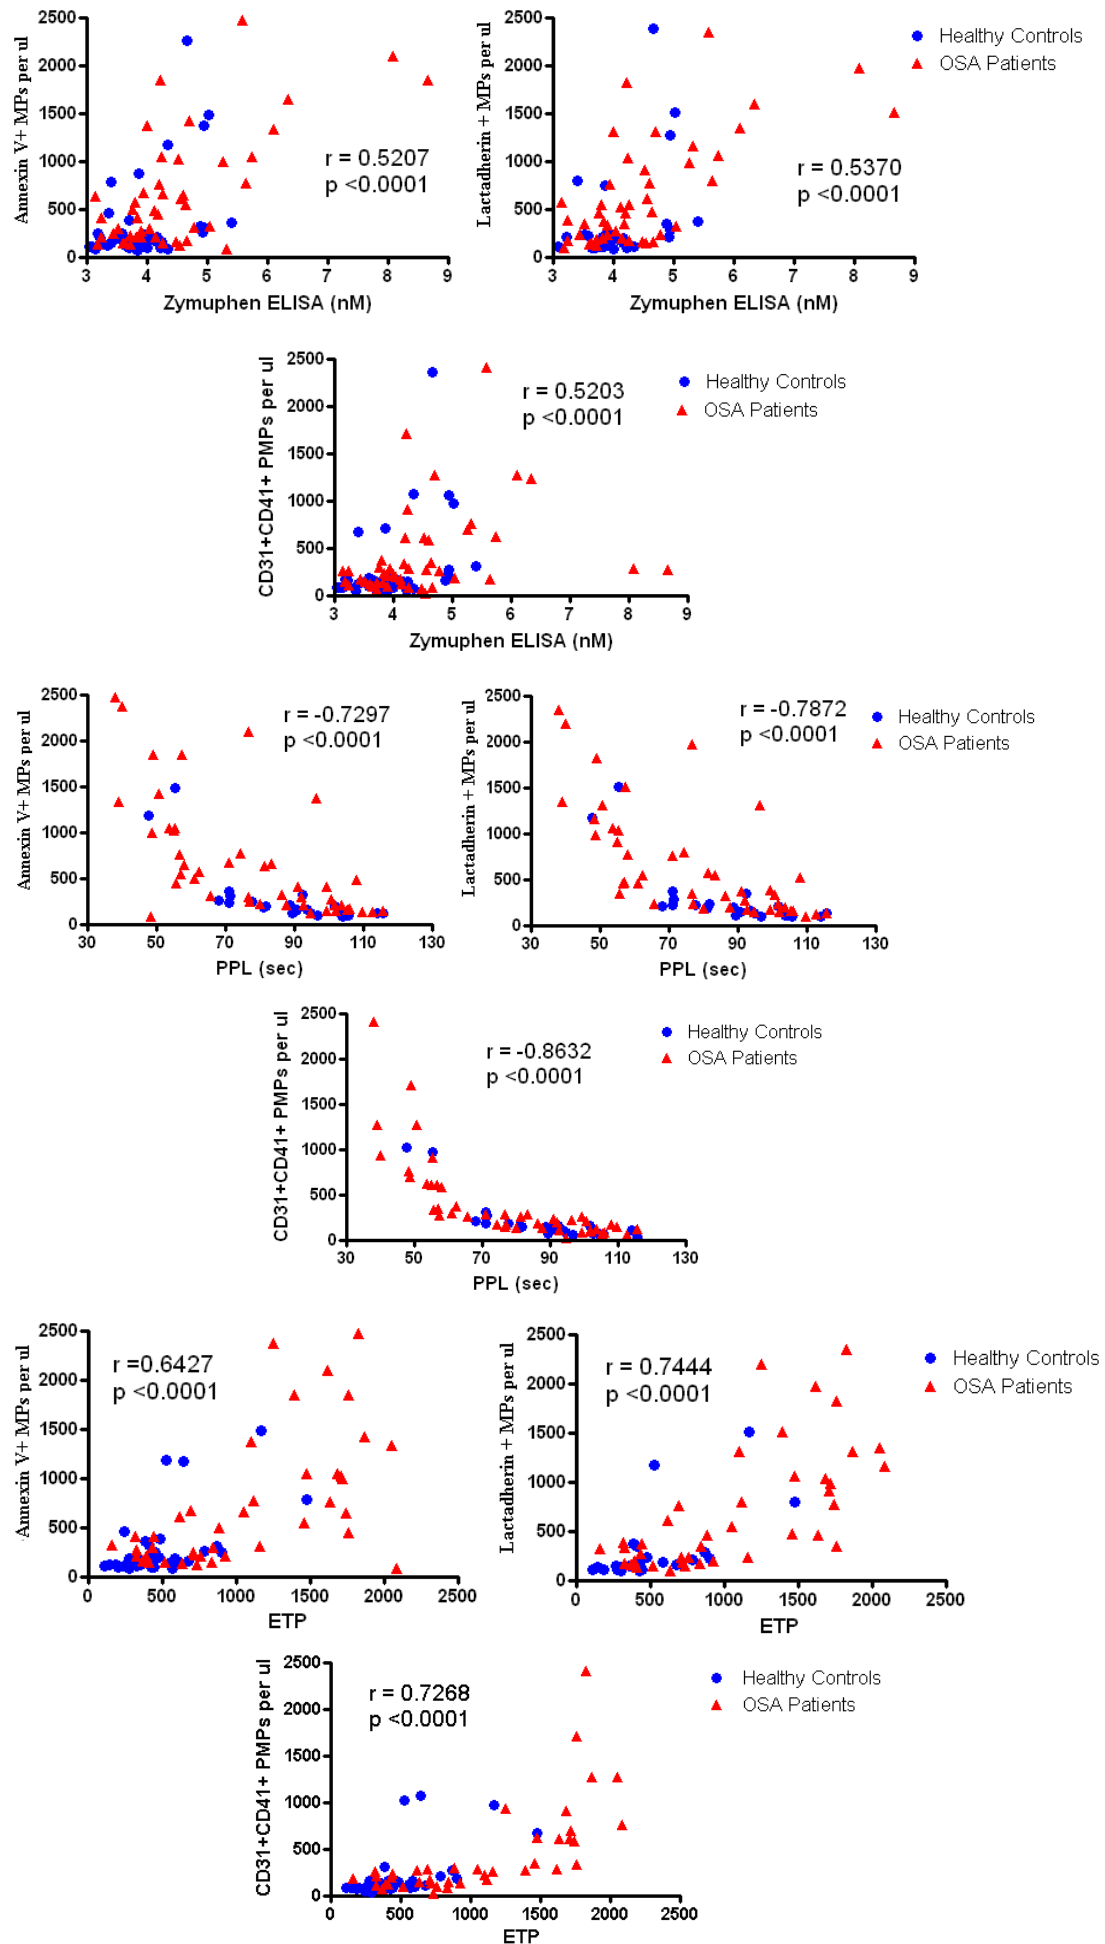 2500
2000
1500
1000
500
0
Annexin V+ MPs per ul
r = 0.5207
p <0.0001
3 4 5 6 7 8 9
Zymuphen ELISA (nM)
2500
2000
1500
1000
500
0
Lactadherin + MPs per ul
r = 0.5370
p <0.0001
3 4 5 6 7 8 9
Zymuphen ELISA (nM)
Healthy Controls
OSA Patients
2500
2000
1500
1000
500
0
CD31+CD41+ PMPs per ul
r = 0.5203
p <0.0001
3 4 5 6 7 8 9
Zymuphen ELISA (nM)
Healthy Controls
OSA Patients
2500
2000
1500
1000
500
0
Annexin V+ MPs per ul
r = -0.7297
p <0.0001
30 50 70 90 110 130
PPL (sec)
2500
2000
1500
1000
500
0
Lactadherin + MPs per ul
r = -0.7872
p <0.0001
30 50 70 90 110 130
PPL (sec)
Healthy Controls
OSA Patients
2500
2000
1500
1000
500
0
CD31+CD41+ PMPs per ul
r = -0.8632
p <0.0001
30 50 70 90 110 130
PPL (sec)
Healthy Controls
OSA Patients
2500
2000
1500
1000
500
0
Annexin V+ MPs per ul
r =0.6427
p <0.0001
0 500 1000 1500 2000 2500
ETP
2500
2000
1500
1000
500
0
Lactadherin + MPs per ul
r = 0.7444
p <0.0001
0 500 1000 1500 2000 2500
ETP
Healthy Controls
OSA Patients
2500
2000
1500
1000
500
0
CD31+CD41+ PMPs per ul
r = 0.7268
p <0.0001
0 500 1000 1500 2000 2500
ETP
Healthy Controls
OSA Patients